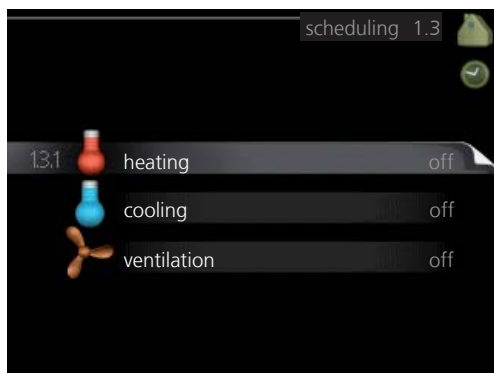 scheduling 1.3
1.3.1 heating off
cooling off
ventilation off